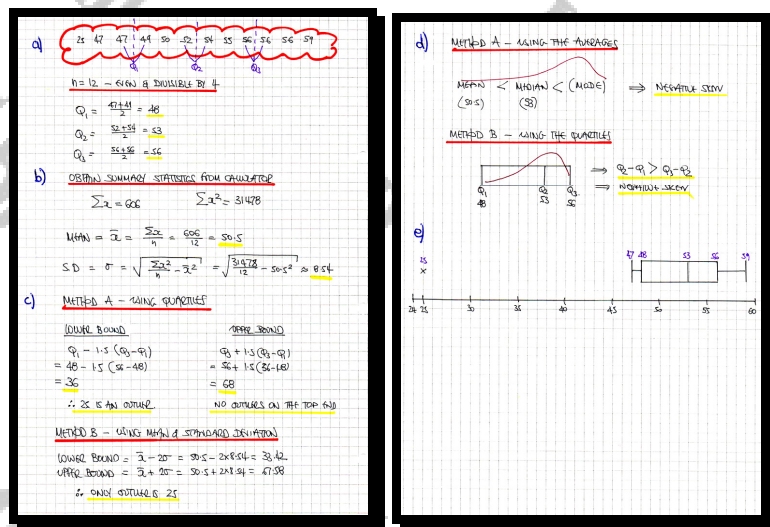 a)
25 47 47 49 50 52 54 55 56 56 56 59
Q₁ Q₂ Q₃
n=12 - EVEN & DIVISIBLE BY 4
Q₁ = 47+49/2 = 48
Q₂ = 52+54/2 = 53
Q₃ = 56+56/2 = 56
b) OBTAIN SUMMARY STATISTICS FROM CALCULATOR
∑x = 606 ∑x² = 31478
MEAN = x̄ = ∑x/n = 606/12 = 50.5
S.D = σ = √(∑x²/n - x̄²) = √(31478/12 - 50.5²) ≈ 8.54
c) METHOD A - USING QUARTILES
LOWER BOUND UPPER BOUND
Q₁ - 1.5 (Q₃-Q₁) Q₃ + 1.5 (Q₃-Q₁)
= 48 - 1.5 (56-48) = 56 + 1.5 (56-48)
= 36 = 68
∴ 25 IS AN OUTLIER NO OUTLIERS ON THE TOP END
METHOD B - USING MEAN & STANDARD DEVIATION
LOWER BOUND = x̄ - 2σ = 50.5 - 2×8.54 = 33.42
UPPER BOUND = x̄ + 2σ = 50.5 + 2×8.54 = 67.58
∴ ONLY OUTLIER IS 25
d) METHOD A - USING THE AVERAGES
MEAN < MEDIAN < (MODE) ⟹ NEGATIVE SKEW
(50.5) (53)
METHOD B - USING THE QUARTILES
⟹ Q₂-Q₁ > Q₃-Q₂
⟹ NEGATIVE SKEW
Q₁ Q₂ Q₃
48 53 56
e)
25 47 48 53 56 59
24 25 30 35 40 45 50 55 60